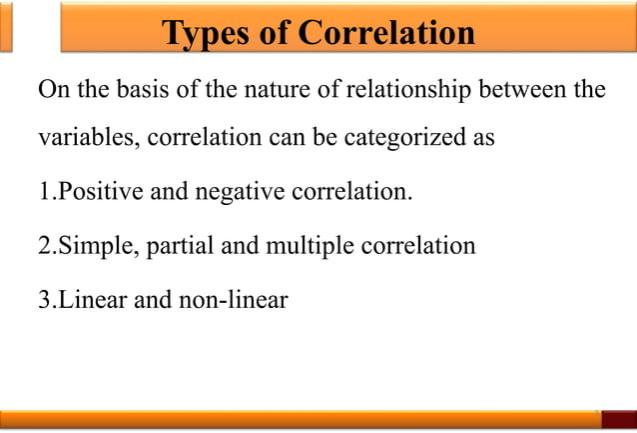 Types of Correlation
On the basis of the nature of relationship between the
variables, correlation can be categorized as
1.Positive and negative correlation.
2.Simple, partial and multiple correlation
3.Linear and non-linear